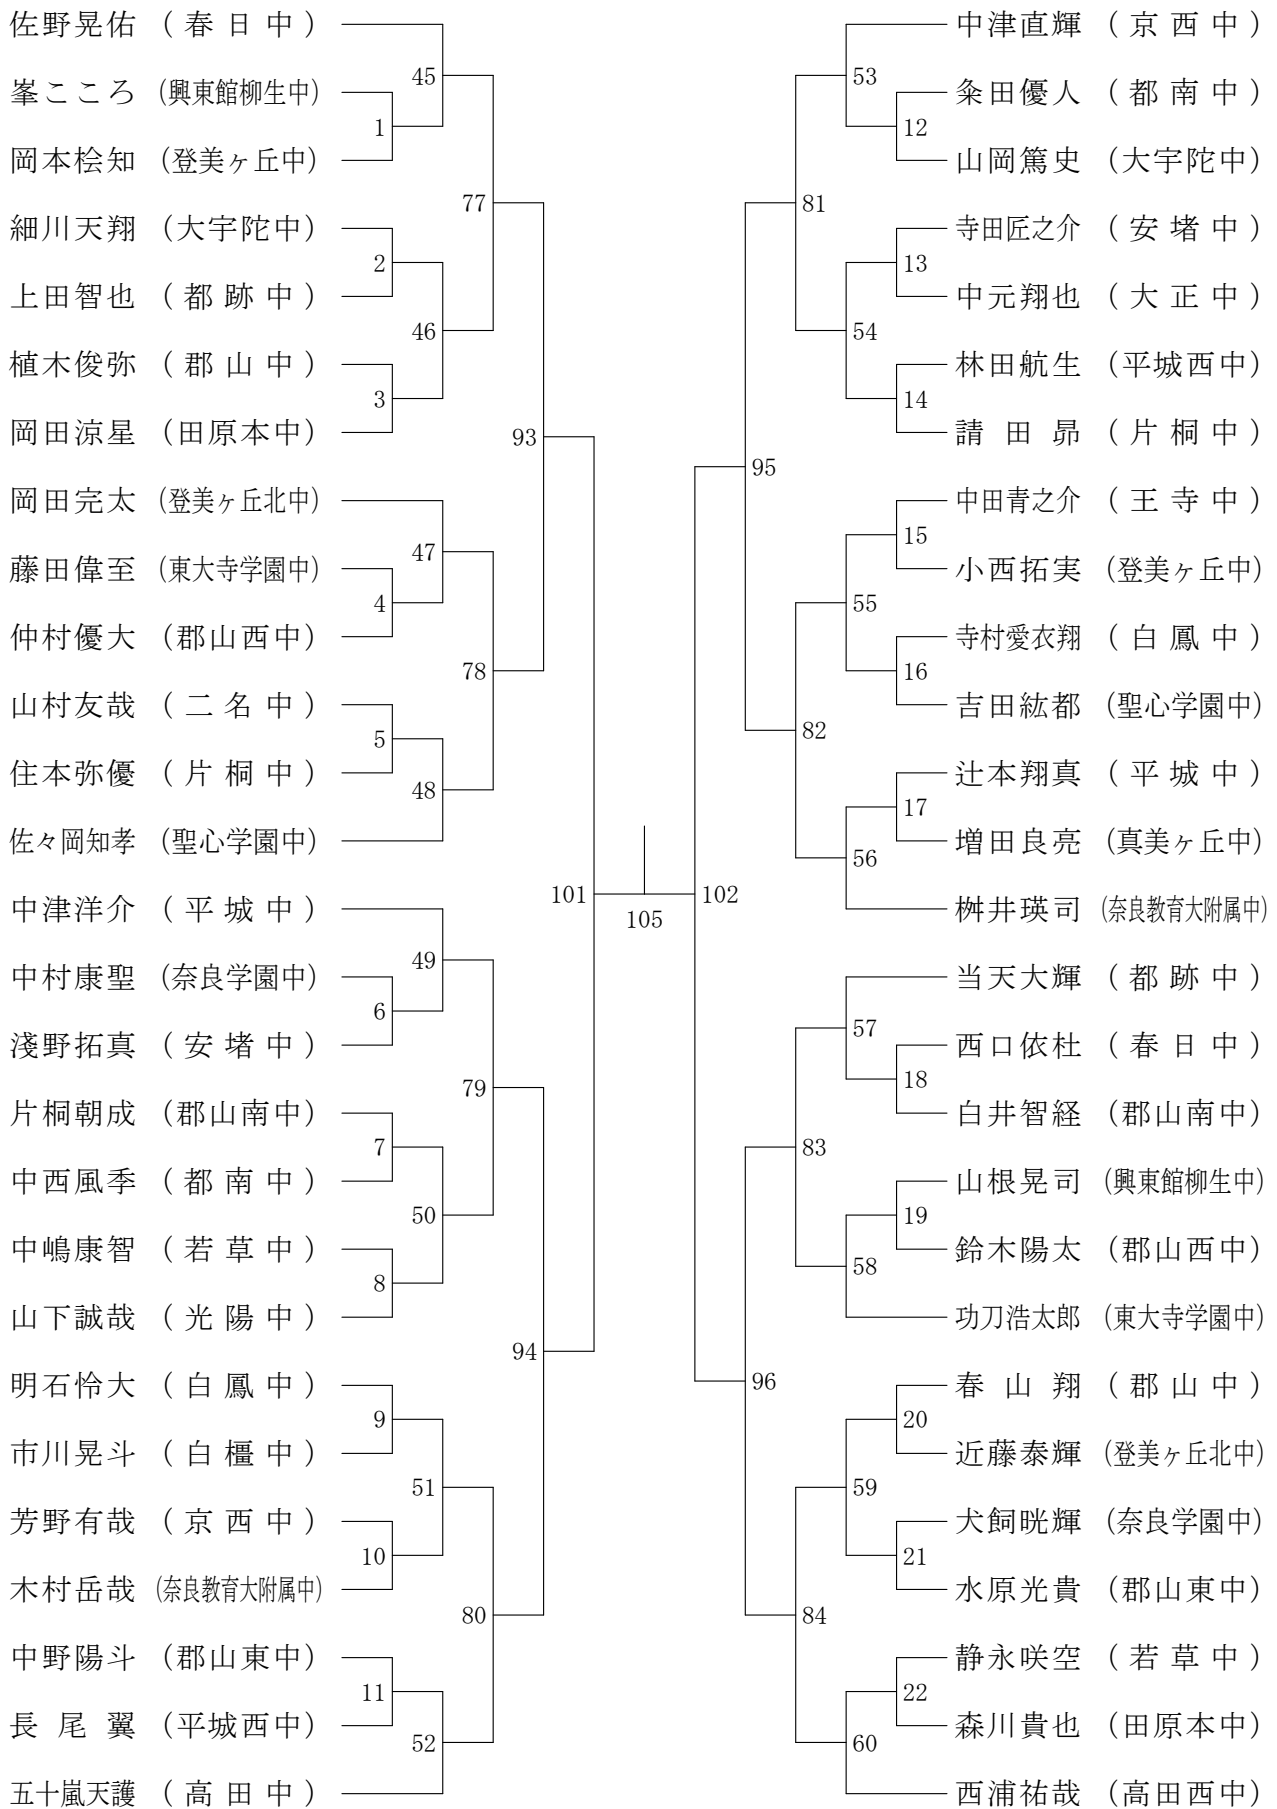 佐野晃佑 （春日中）
峯こころ （興東館柳生中）
岡本桧知 （登美ヶ丘中）
細川天翔 （大宇陀中）
上田智也 （都跡中）
植木俊弥 （郡山中）
岡田涼星 （田原本中）
岡田完太 （登美ヶ丘北中）
藤田偉至 （東大寺学園中）
仲村優大 （郡山西中）
山村友哉 （二名中）
住本弥優 （片桐中）
佐々岡知孝 （聖心学園中）
中津洋介 （平城中）
中村康聖 （奈良学園中）
淺野拓真 （安堵中）
片桐朝成 （郡山南中）
中西風季 （都南中）
中嶋康智 （若草中）
山下誠哉 （光陽中）
明石怜大 （白鳳中）
市川晃斗 （白橿中）
芳野有哉 （京西中）
木村岳哉 （奈良教育大附属中）
中野陽斗 （郡山東中）
長尾翼 （平城西中）
五十嵐天護 （高田中）
1
2
3
4
5
6
7
8
9
10
11
45
46
47
48
49
50
51
52
77
78
79
80
93
94
101
105
102
95
96
81
82
83
84
53
54
55
56
57
58
59
60
12
13
14
15
16
17
18
19
20
21
22
中津直輝 （京西中）
粂田優人 （都南中）
山岡篤史 （大宇陀中）
寺田匠之介 （安堵中）
中元翔也 （大正中）
林田航生 （平城西中）
請田昴 （片桐中）
中田青之介 （王寺中）
小西拓実 （登美ヶ丘中）
寺村愛衣翔 （白鳳中）
吉田紘都 （聖心学園中）
辻本翔真 （平城中）
増田良亮 （真美ヶ丘中）
桝井瑛司 （奈良教育大附属中）
当天大輝 （都跡中）
西口依杜 （春日中）
白井智経 （郡山南中）
山根晃司 （興東館柳生中）
鈴木陽太 （郡山西中）
功刀浩太郎 （東大寺学園中）
春山翔 （郡山中）
近藤泰輝 （登美ヶ丘北中）
犬飼晄輝 （奈良学園中）
水原光貴 （郡山東中）
静永咲空 （若草中）
森川貴也 （田原本中）
西浦祐哉 （高田西中）